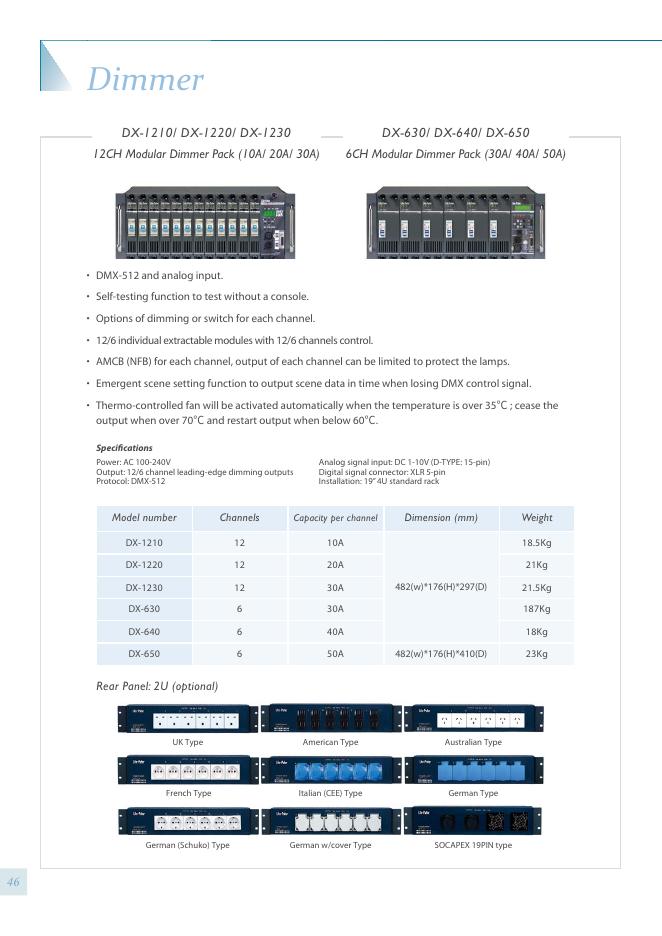 Dimmer
DX-1210/ DX-1220/ DX-1230
12CH Modular Dimmer Pack (10A/ 20A/ 30A)
DX-630/ DX-640/ DX-650
6CH Modular Dimmer Pack (30A/ 40A/ 50A)
• DMX-512 and analog input.
• Self-testing function to test without a console.
• Options of dimming or switch for each channel.
• 12/6 individual extractable modules with 12/6 channels control.
• AMCB (NFB) for each channel, output of each channel can be limited to protect the lamps.
• Emergent scene setting function to output scene data in time when losing DMX control signal.
• Thermo-controlled fan will be activated automatically when the temperature is over 35°C ; cease the
output when over 70°C and restart output when below 60°C.
Specifications
Power: AC 100-240V
Output: 12/6 channel leading-edge dimming outputs
Protocol: DMX-512
Analog signal input: DC 1-10V (D-TYPE; 15-pin)
Digital signal connector: XLR 5-pin
Installation: 19" 4U standard rack
Model number Channels Capacity per channel Dimension (mm) Weight
DX-1210 12 10A 18.5Kg
DX-1220 12 20A 21Kg
DX-1230 12 30A 482(w)*176(H)*297(D) 21.5Kg
DX-630 6 30A 187Kg
DX-640 6 40A 18Kg
DX-650 6 50A 482(w)*176(H)*410(D) 23Kg
Rear Panel: 2U (optional)
UK Type American Type Australian Type
French Type Italian (CEE) Type German Type
German (Schuko) Type German w/cover Type SOCAPEX 19PIN type
46